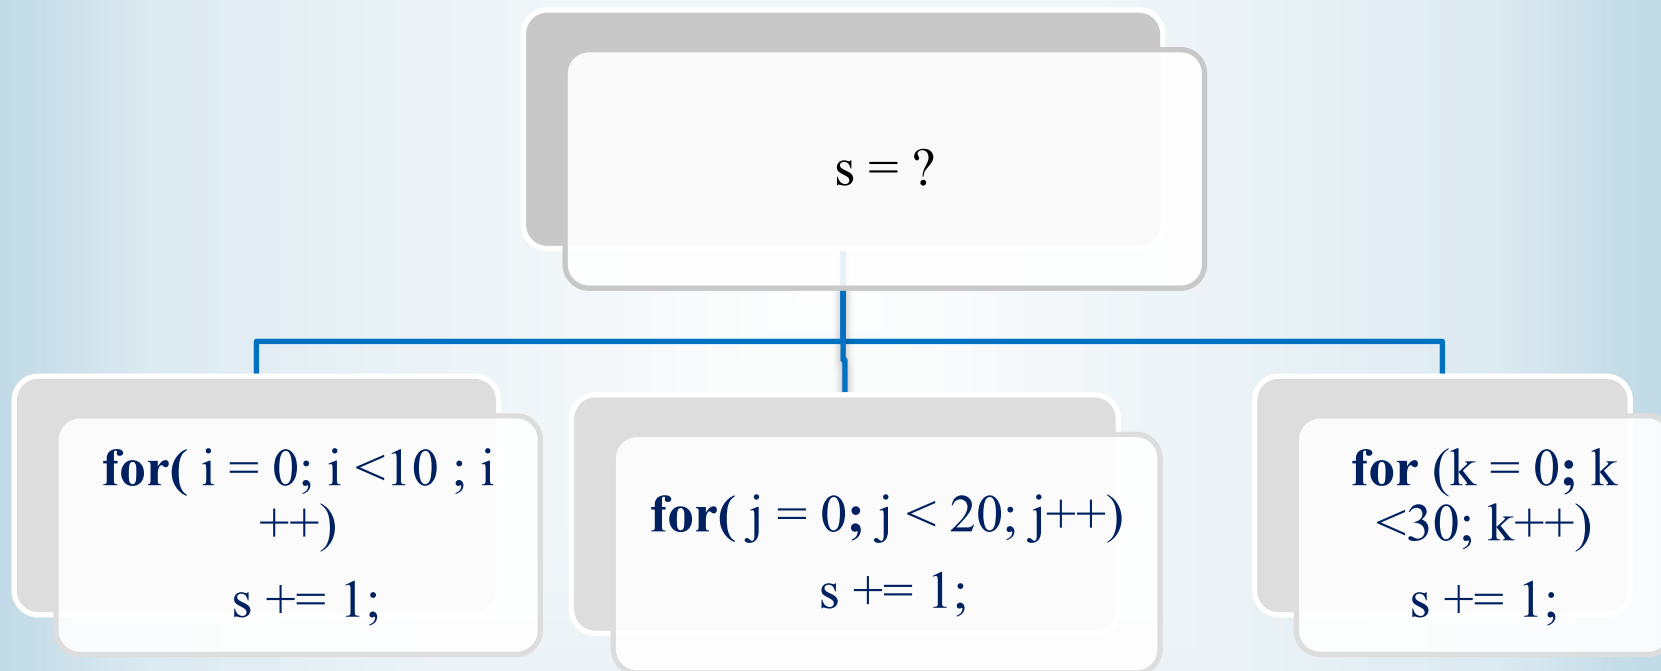 s = ?
for( i = 0; i <10 ; i
++)
s += 1;
for( j = 0; j < 20; j++)
s += 1;
for (k = 0; k
<30; k++)
s += 1;